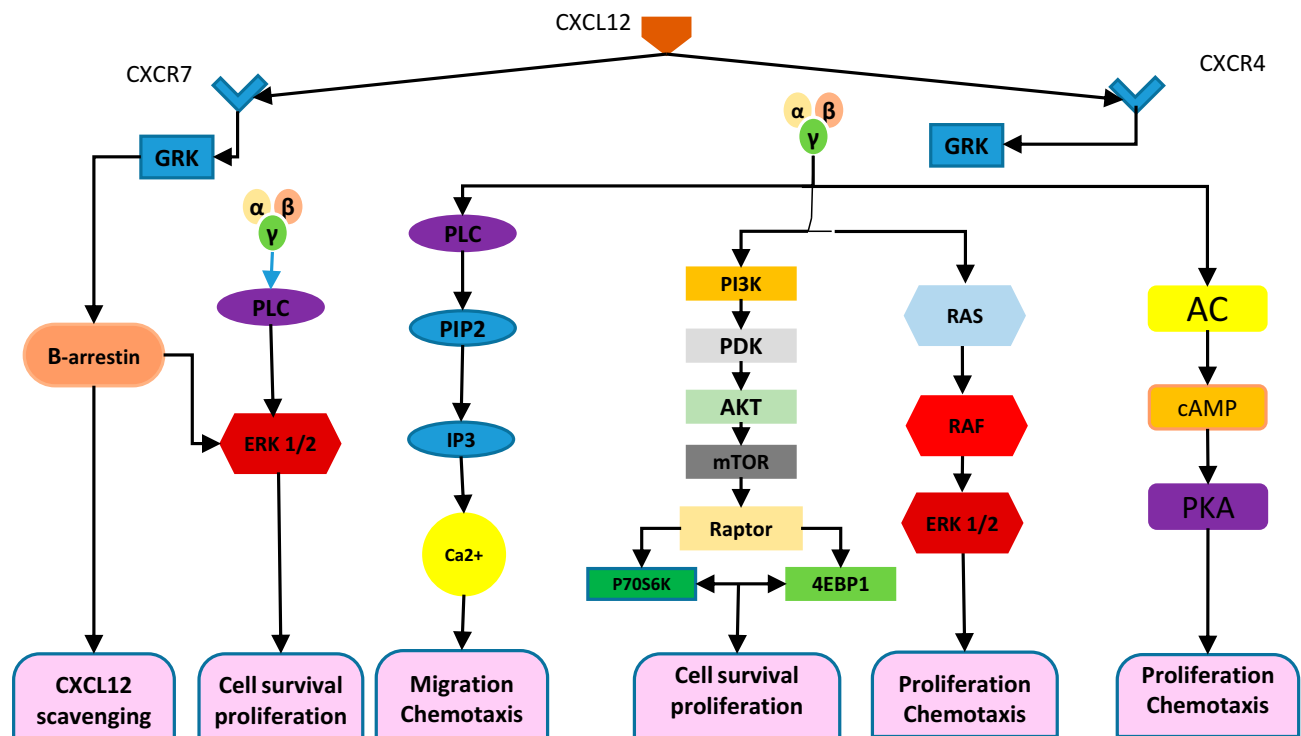 CXCL12
CXCR7
CXCR4
GRK
α β
γ
GRK
α β
γ
PLC
PLC
PI3K
RAS
AC
PIP2
PDK
B-arrestin
AKT
cAMP
RAF
ERK 1/2
IP3
mTOR
PKA
Raptor
ERK 1/2
Ca2+
P70S6K
4EBP1
CXCL12
scavenging
Cell survival
proliferation
Migration
Chemotaxis
Cell survival
proliferation
Proliferation
Chemotaxis
Proliferation
Chemotaxis